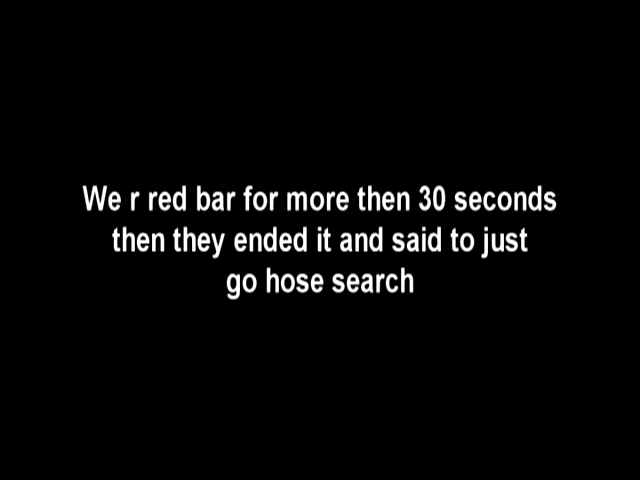 We r red bar for more then 30 seconds
then they ended it and said to just
go hose search